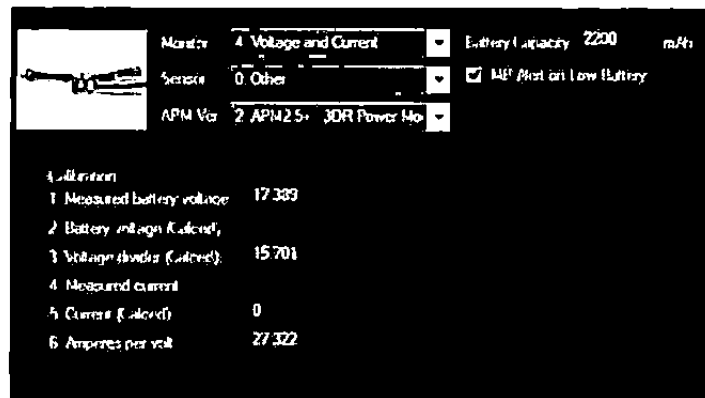 Monitor 4: Voltage and Current Battery Capacity 2200 mAh
Sensor 0: Other MP Alert on Low Battery
APM Ver 2: APM2.5+ 3DR Power Mo
Calibration
1. Measured battery voltage 17.389
2. Battery voltage (Calced):
3. Voltage divider (Calced): 15.701
4. Measured current
5. Current (Calced) 0
6. Amperes per volt 27.322